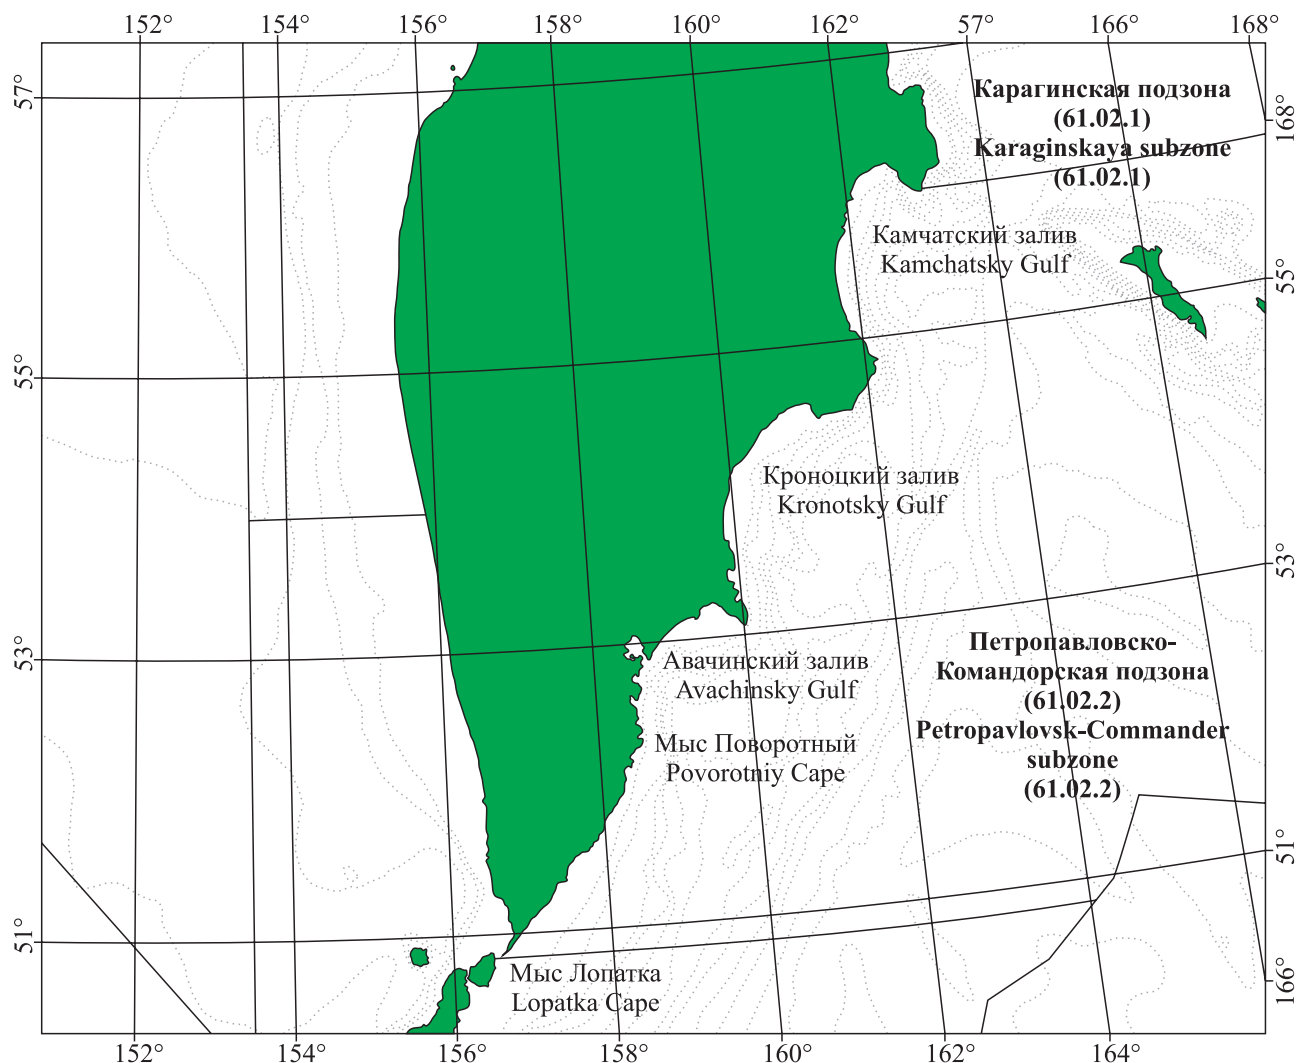 152°
154°
156°
158°
160°
162°
57°
166°
168°
57°
Карагинская подзона
(61.02.1)
Karaginskaya subzone
(61.02.1)
168°
Камчатский залив
Kamchatsky Gulf
55°
55°
Кроноцкий залив
Kronotsky Gulf
53°
53°
Авачинский залив
Avachinsky Gulf
Петропавловско-
Командорская подзона
(61.02.2)
Petropavlovsk-Commander
subzone
(61.02.2)
Мыс Поворотный
Povorotniy Cape
51°
51°
Мыс Лопатка
Lopatka Cape
166°
152°
154°
156°
158°
160°
162°
164°